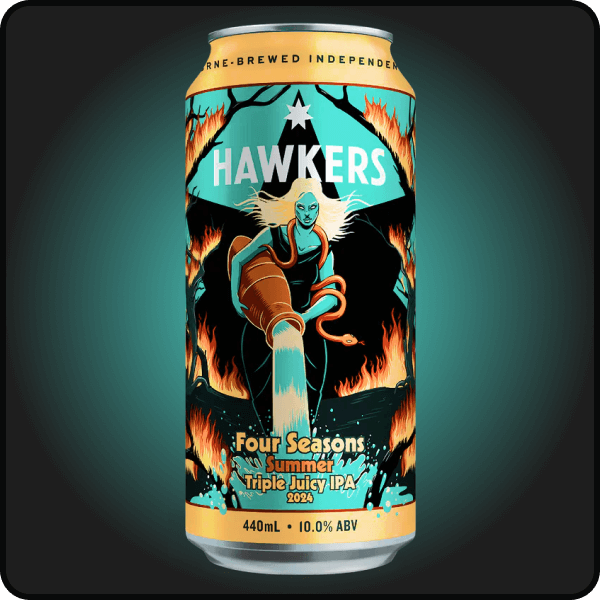 RNE-BREWED INDEPENDEN
HAWKERS
Four Seasons
Summer
Triple Juicy IPA
2024
440mL • 10.0% ABV